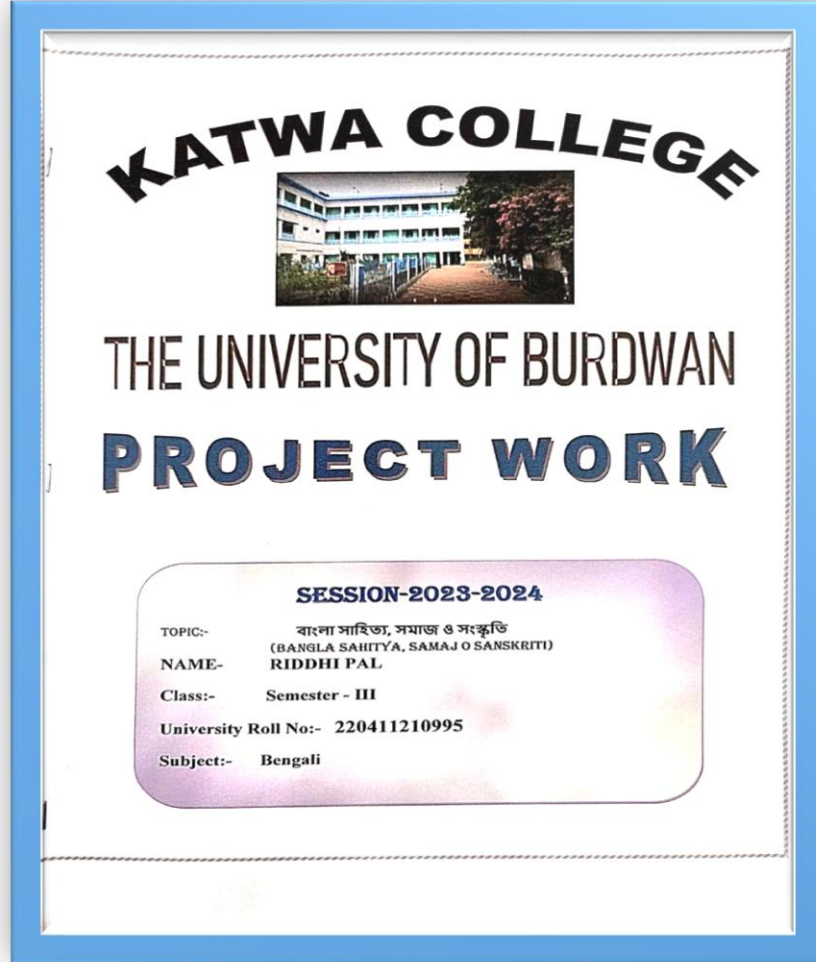 KATWA COLLEGE
THE UNIVERSITY OF BURDWAN
PROJECT WORK
SESSION-2023-2024
TOPIC:- বাংলা সাহিত্য, সমাজ ও সংস্কৃতি
(BANGLA SAHITYA, SAMAJ O SANSKRITI)
NAME- RIDDHI PAL
Class:- Semester - III
University Roll No:- 220411210995
Subject:- Bengali